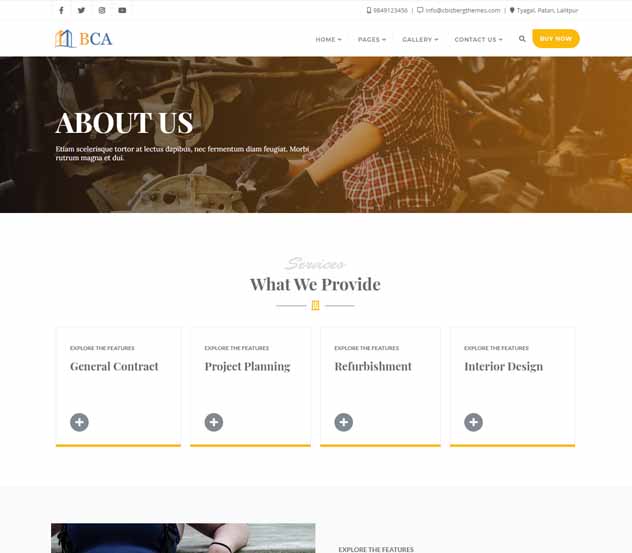 9849123456 | info@cbizbergthemes.com | Tyagal, Patan, Lalitpur
BCA
HOME PAGES GALLERY CONTACT US BUY NOW
ABOUT US
Etiam scelerisque tortor at lectus dapibus, nec fermentum diam feugiat. Morbi
rutrum magna et dui.
Services
What We Provide
EXPLORE THE FEATURES
General Contract
EXPLORE THE FEATURES
Project Planning
EXPLORE THE FEATURES
Refurbishment
EXPLORE THE FEATURES
Interior Design
EXPLORE THE FEATURES